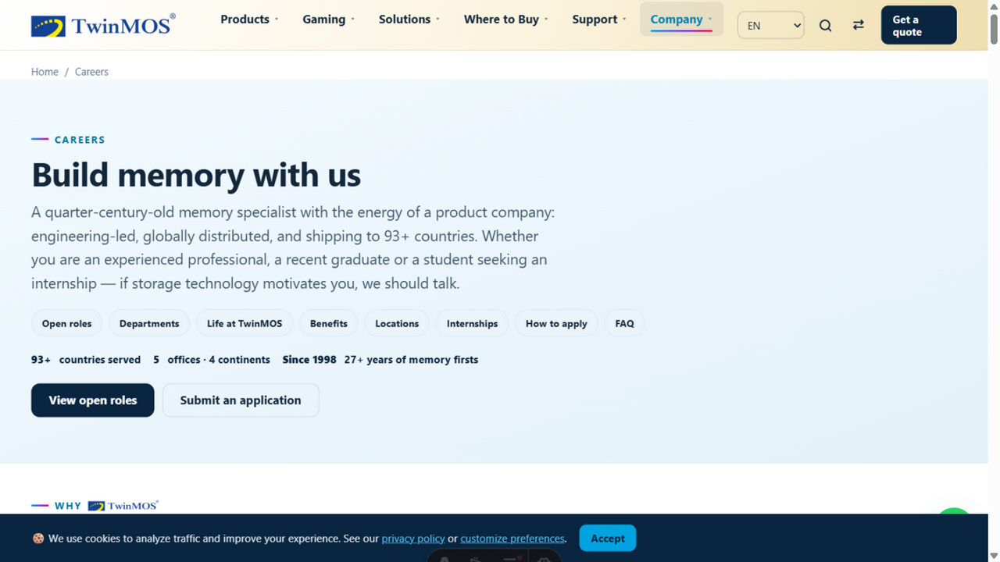 TwinMOS®
Products
Gaming
Solutions
Where to Buy
Support
Company
EN
Get a
quote
Home / Careers
CAREERS
Build memory with us
A quarter-century-old memory specialist with the energy of a product company:
engineering-led, globally distributed, and shipping to 93+ countries. Whether
you are an experienced professional, a recent graduate or a student seeking an
internship — if storage technology motivates you, we should talk.
Open roles
Departments
Life at TwinMOS
Benefits
Locations
Internships
How to apply
FAQ
93+ countries served 5 offices · 4 continents Since 1998 27+ years of memory firsts
View open roles
Submit an application
WHY TwinMOS®
🍪 We use cookies to analyze traffic and improve your experience. See our privacy policy or customize preferences.
Accept